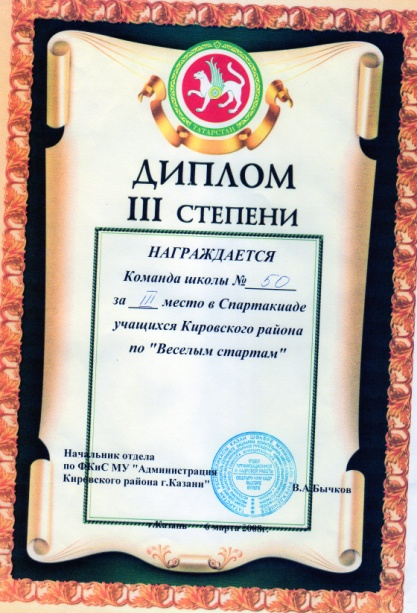 ТАТАРСТАН
ДИПЛОМ
III СТЕПЕНИ
НАГРАЖДАЕТСЯ
Команда школы № 50
за III место в Спартакиаде
учащихся Кировского района
по "Веселым стартам"
Начальник отдела
по ФКиС МУ "Администрация
Кировского района г.Казани"
В.А.Бычков
г.Казань 6 марта 2008г.